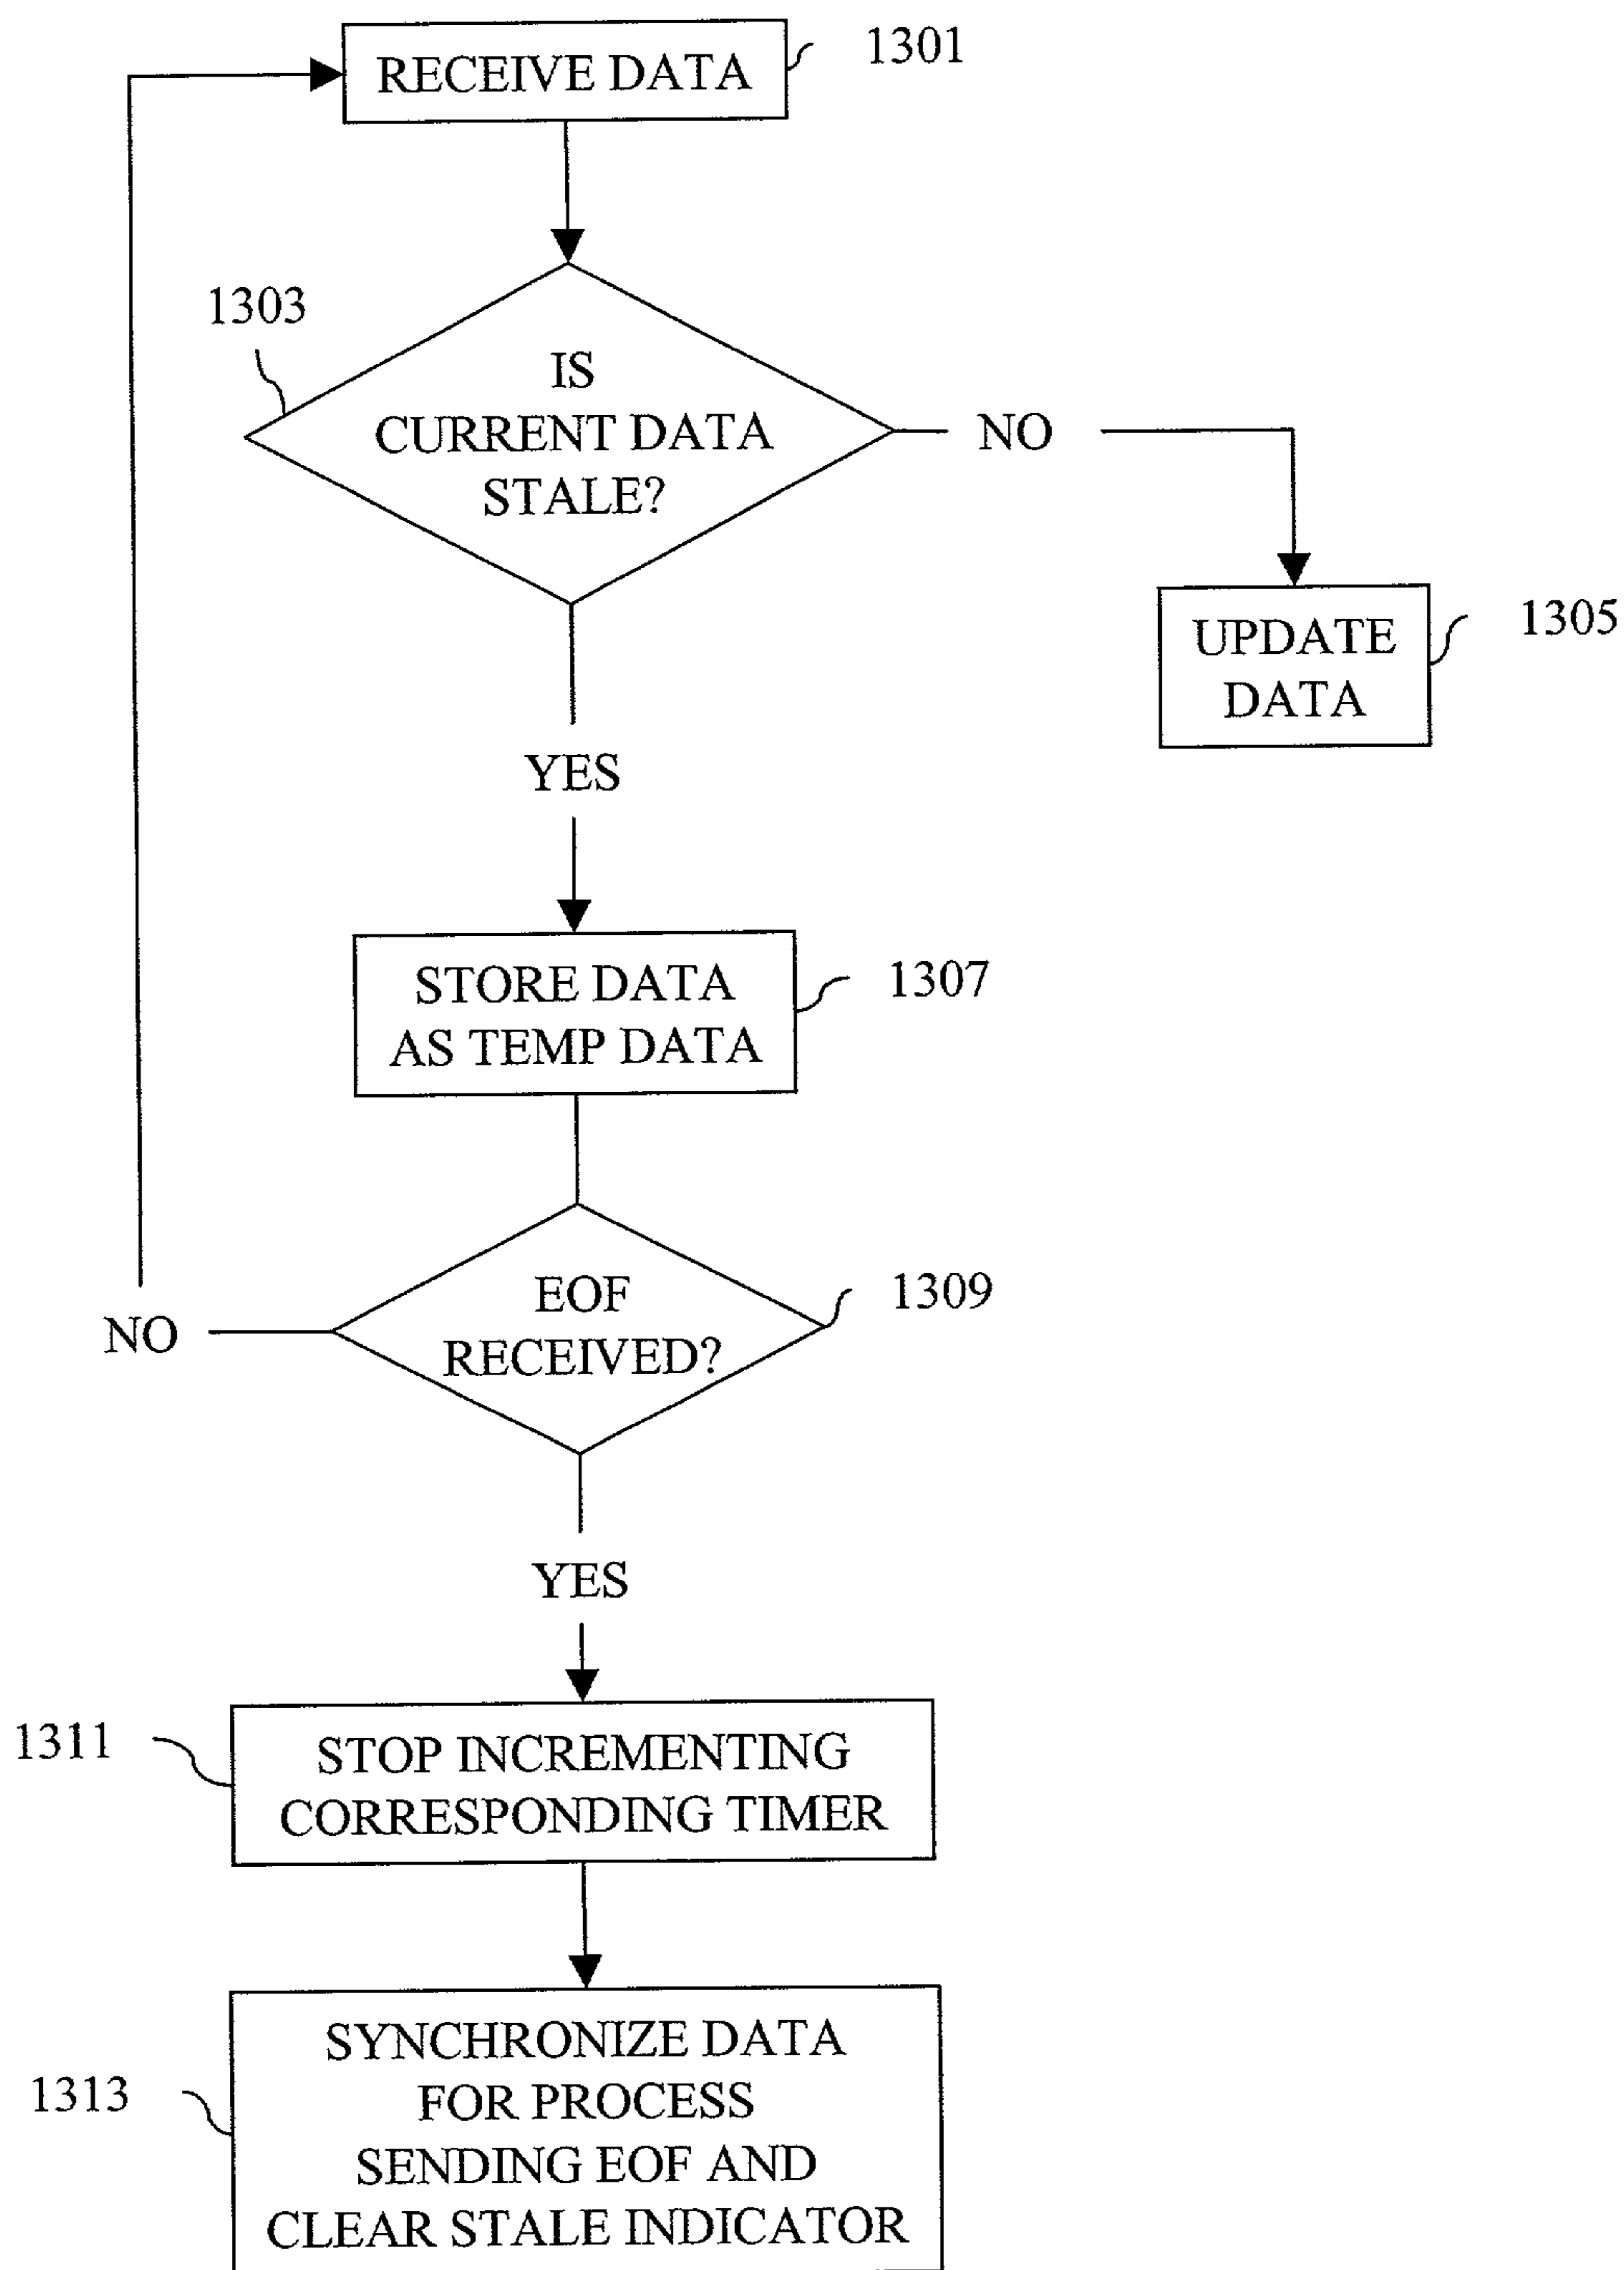 RECEIVE DATA
1301
1303
IS
CURRENT DATA
STALE?
NO
UPDATE
DATA
1305
YES
STORE DATA
AS TEMP DATA
1307
EOF
RECEIVED?
1309
NO
YES
1311
STOP INCREMENTING
CORRESPONDING TIMER
1313
SYNCHRONIZE DATA
FOR PROCESS
SENDING EOF AND
CLEAR STALE INDICATOR